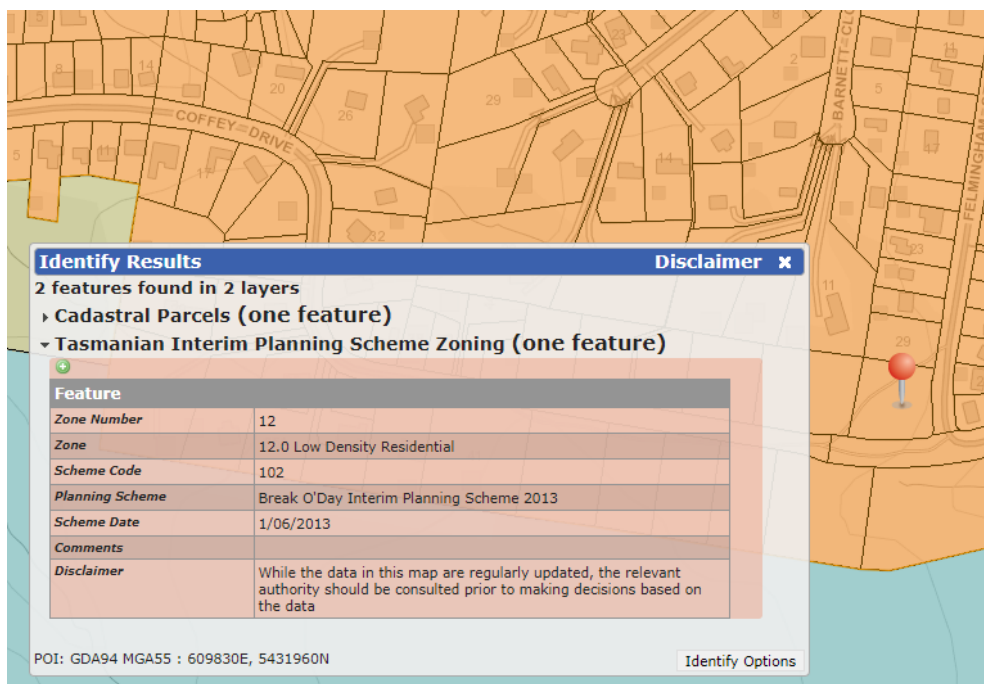 8
14
20
COFFEY DRIVE
26
29
23
8
2
BARNETT CLO
5
11
17
FELMINGHAM
5
11
17
14
32
23
11
29
2
Identify Results Disclaimer ×
2 features found in 2 layers
Cadastral Parcels (one feature)
Tasmanian Interim Planning Scheme Zoning (one feature)
Feature
Zone Number 12
Zone 12.0 Low Density Residential
Scheme Code 102
Planning Scheme Break O'Day Interim Planning Scheme 2013
Scheme Date 1/06/2013
Comments
Disclaimer While the data in this map are regularly updated, the relevant
authority should be consulted prior to making decisions based on
the data
POI: GDA94 MGA55 : 609830E, 5431960N Identify Options